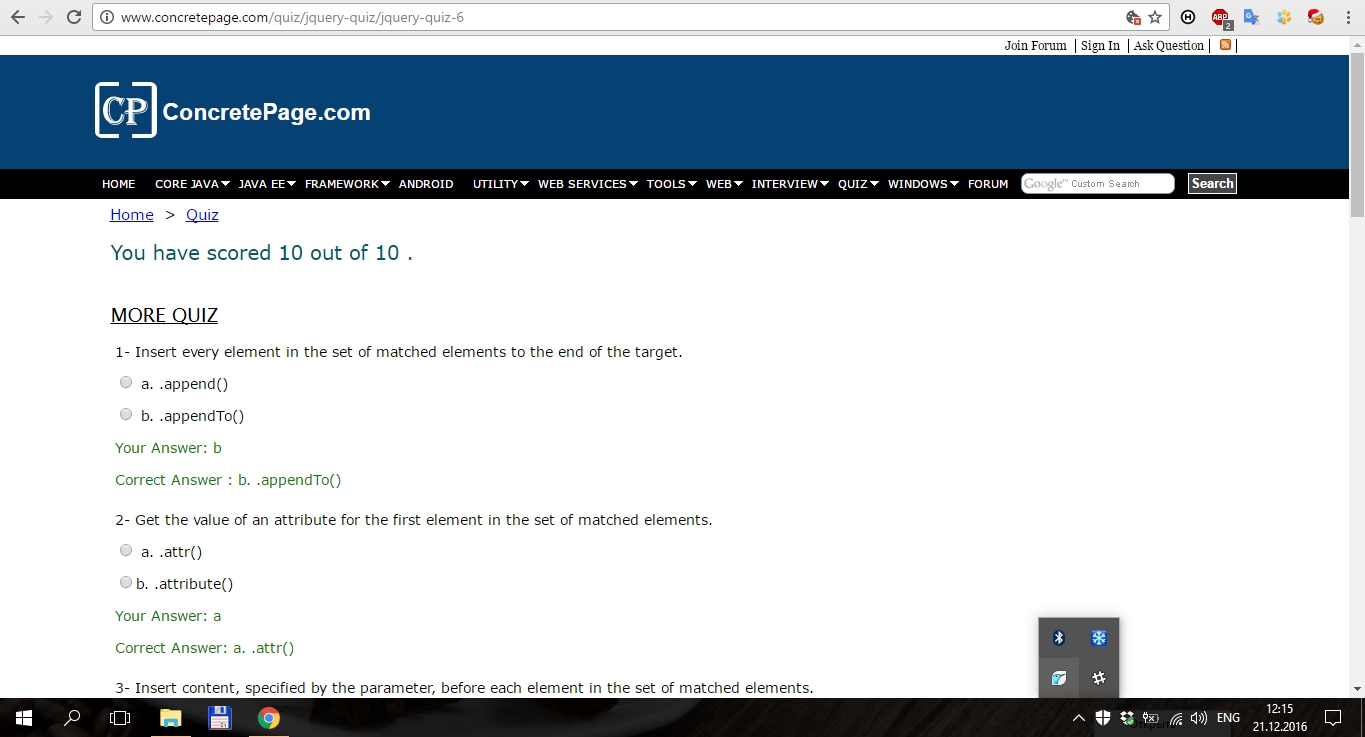 www.concretepage.com/quiz/jquery-quiz/jquery-quiz-6
ABP
2
Join Forum | Sign In | Ask Question |
CP ConcretePage.com
HOME CORE JAVA JAVA EE FRAMEWORK ANDROID UTILITY WEB SERVICES TOOLS WEB INTERVIEW QUIZ WINDOWS FORUM Google™ Custom Search Search
Home > Quiz
You have scored 10 out of 10 .
MORE QUIZ
1- Insert every element in the set of matched elements to the end of the target.
a. .append()
b. .appendTo()
Your Answer: b
Correct Answer : b. .appendTo()
2- Get the value of an attribute for the first element in the set of matched elements.
a. .attr()
b. .attribute()
Your Answer: a
Correct Answer: a. .attr()
3- Insert content, specified by the parameter, before each element in the set of matched elements.
ENG
12:15
21.12.2016